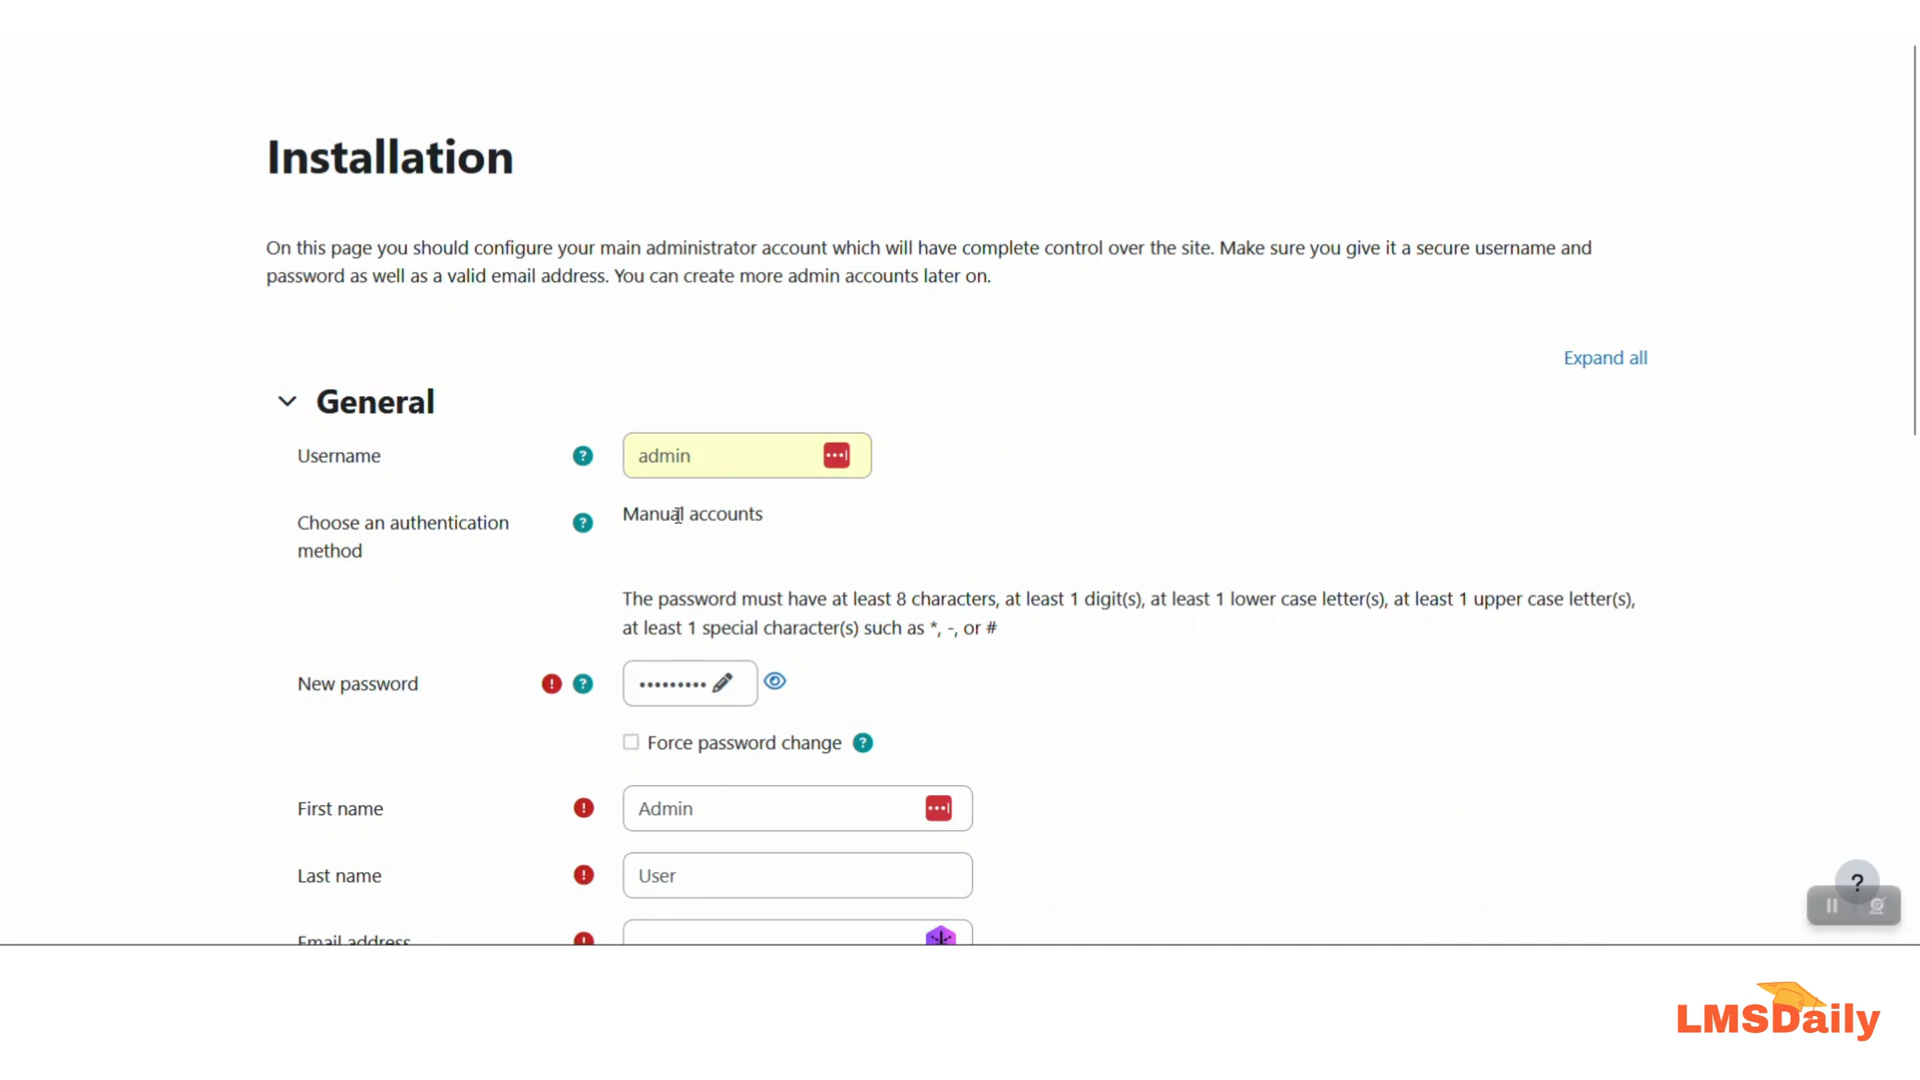 Installation
On this page you should configure your main administrator account which will have complete control over the site. Make sure you give it a secure username and
password as well as a valid email address. You can create more admin accounts later on.
Expand all
General
Username
admin
Choose an authentication
method
Manual accounts
The password must have at least 8 characters, at least 1 digit(s), at least 1 lower case letter(s), at least 1 upper case letter(s),
at least 1 special character(s) such as *, -, or #
New password
•••••••••
Force password change
First name
Admin
Last name
User
Email address
LMSDaily